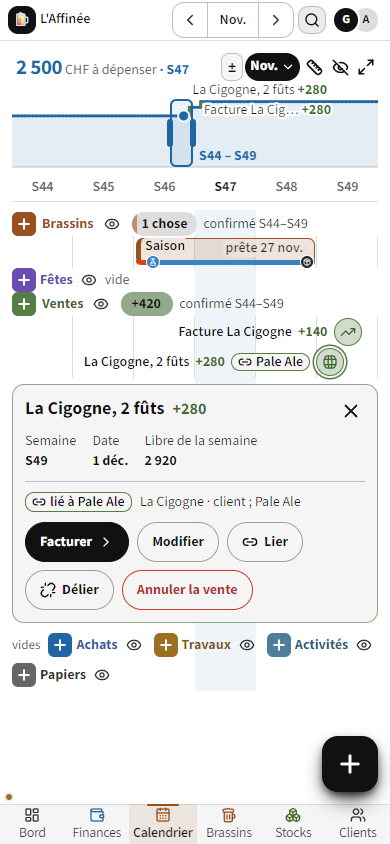 L'Affinée
Nov.
G
A
2 500 CHF à dépenser · S47
±
Nov.
La Cigogne, 2 fûts +280
Facture La Cig… +280
S44 – S49
S44 S45 S46 S47 S48 S49
Brassins 1 chose confirmé S44–S49
Saison prête 27 nov.
Fêtes vide
Ventes +420 confirmé S44–S49
Facture La Cigogne +140
La Cigogne, 2 fûts +280 Pale Ale
La Cigogne, 2 fûts +280
Semaine Date Libre de la semaine
S49 1 déc. 2 920
lié à Pale Ale La Cigogne · client ; Pale Ale
Facturer Modifier Lier
Délier Annuler la vente
vides Achats Travaux Activités
Papiers
Bord Finances Calendrier Brassins Stocks Clients